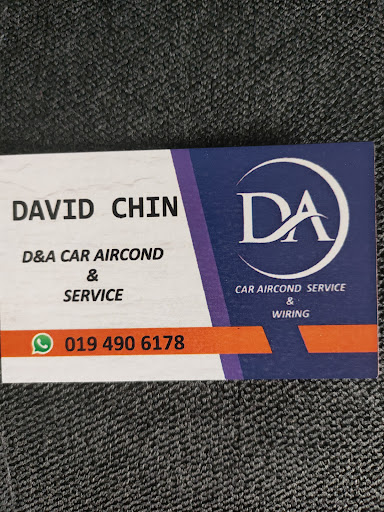 DAVID CHIN
D&A CAR AIRCOND
&
SERVICE
019 490 6178
DA
CAR AIRCOND SERVICE
&
WIRING